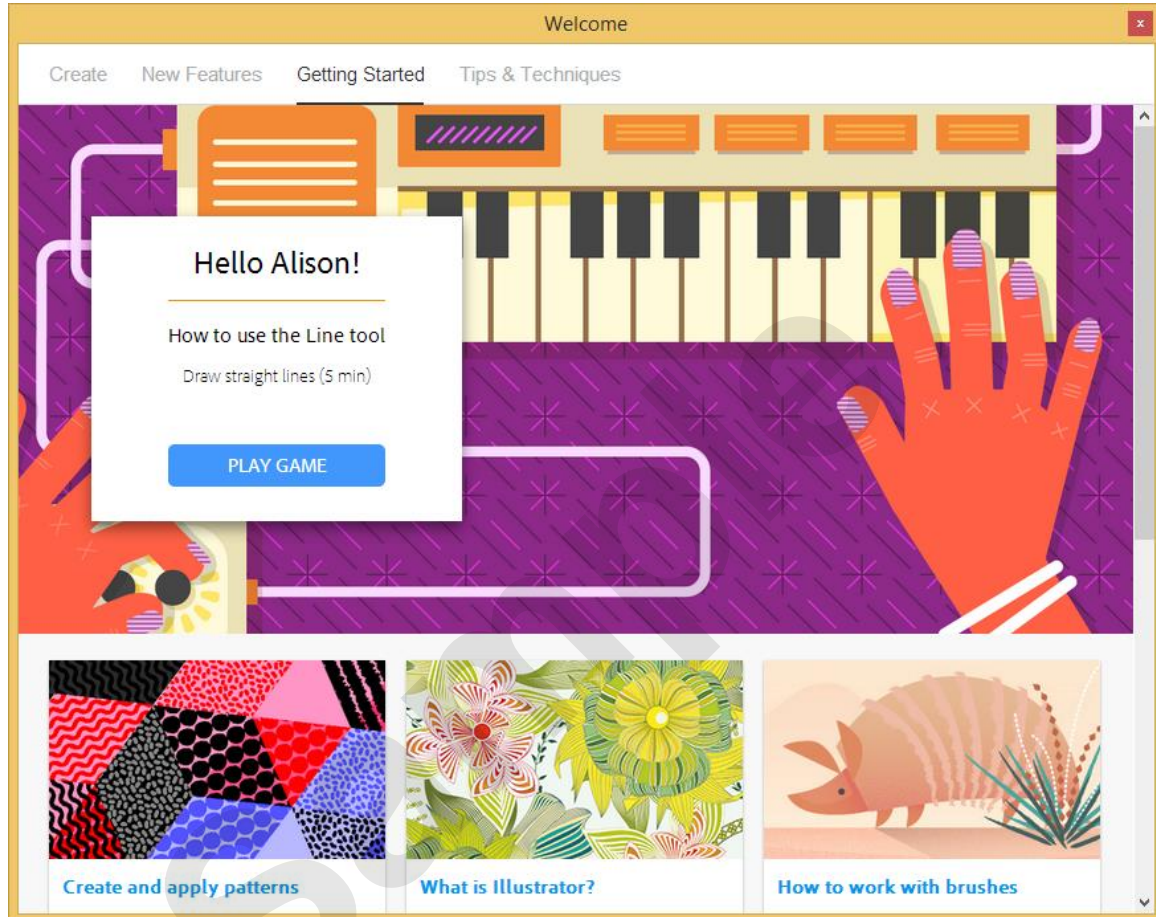 Welcome
x
Create New Features Getting Started Tips & Techniques
Hello Alison!
How to use the Line tool
Draw straight lines (5 min)
PLAY GAME
Create and apply patterns
What is Illustrator?
How to work with brushes
Sample